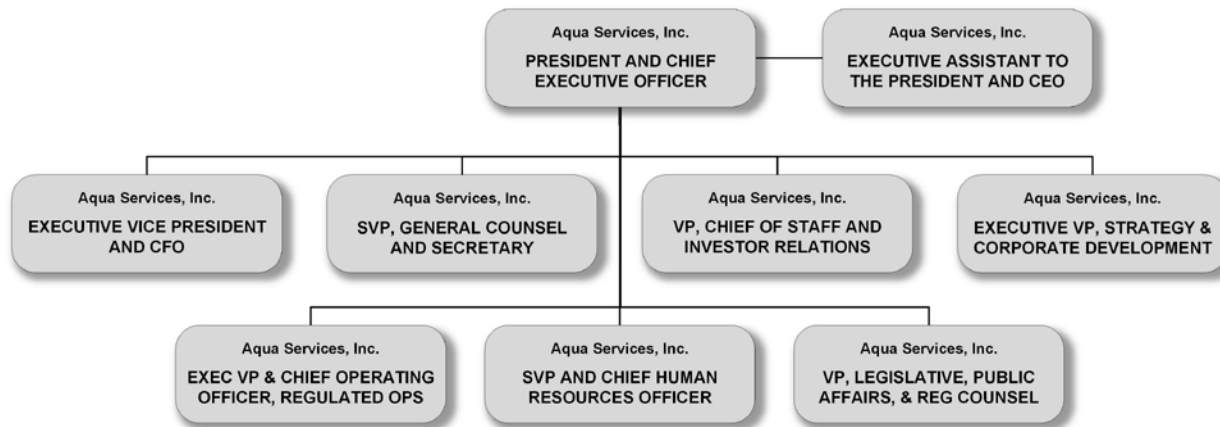 Aqua Services, Inc.
PRESIDENT AND CHIEF
EXECUTIVE OFFICER
Aqua Services, Inc.
EXECUTIVE ASSISTANT TO
THE PRESIDENT AND CEO
Aqua Services, Inc.
EXECUTIVE VICE PRESIDENT
AND CFO
Aqua Services, Inc.
SVP, GENERAL COUNSEL
AND SECRETARY
Aqua Services, Inc.
VP, CHIEF OF STAFF AND
INVESTOR RELATIONS
Aqua Services, Inc.
EXECUTIVE VP, STRATEGY &
CORPORATE DEVELOPMENT
Aqua Services, Inc.
EXEC VP & CHIEF OPERATING
OFFICER, REGULATED OPS
Aqua Services, Inc.
SVP AND CHIEF HUMAN
RESOURCES OFFICER
Aqua Services, Inc.
VP, LEGISLATIVE, PUBLIC
AFFAIRS, & REG COUNSEL